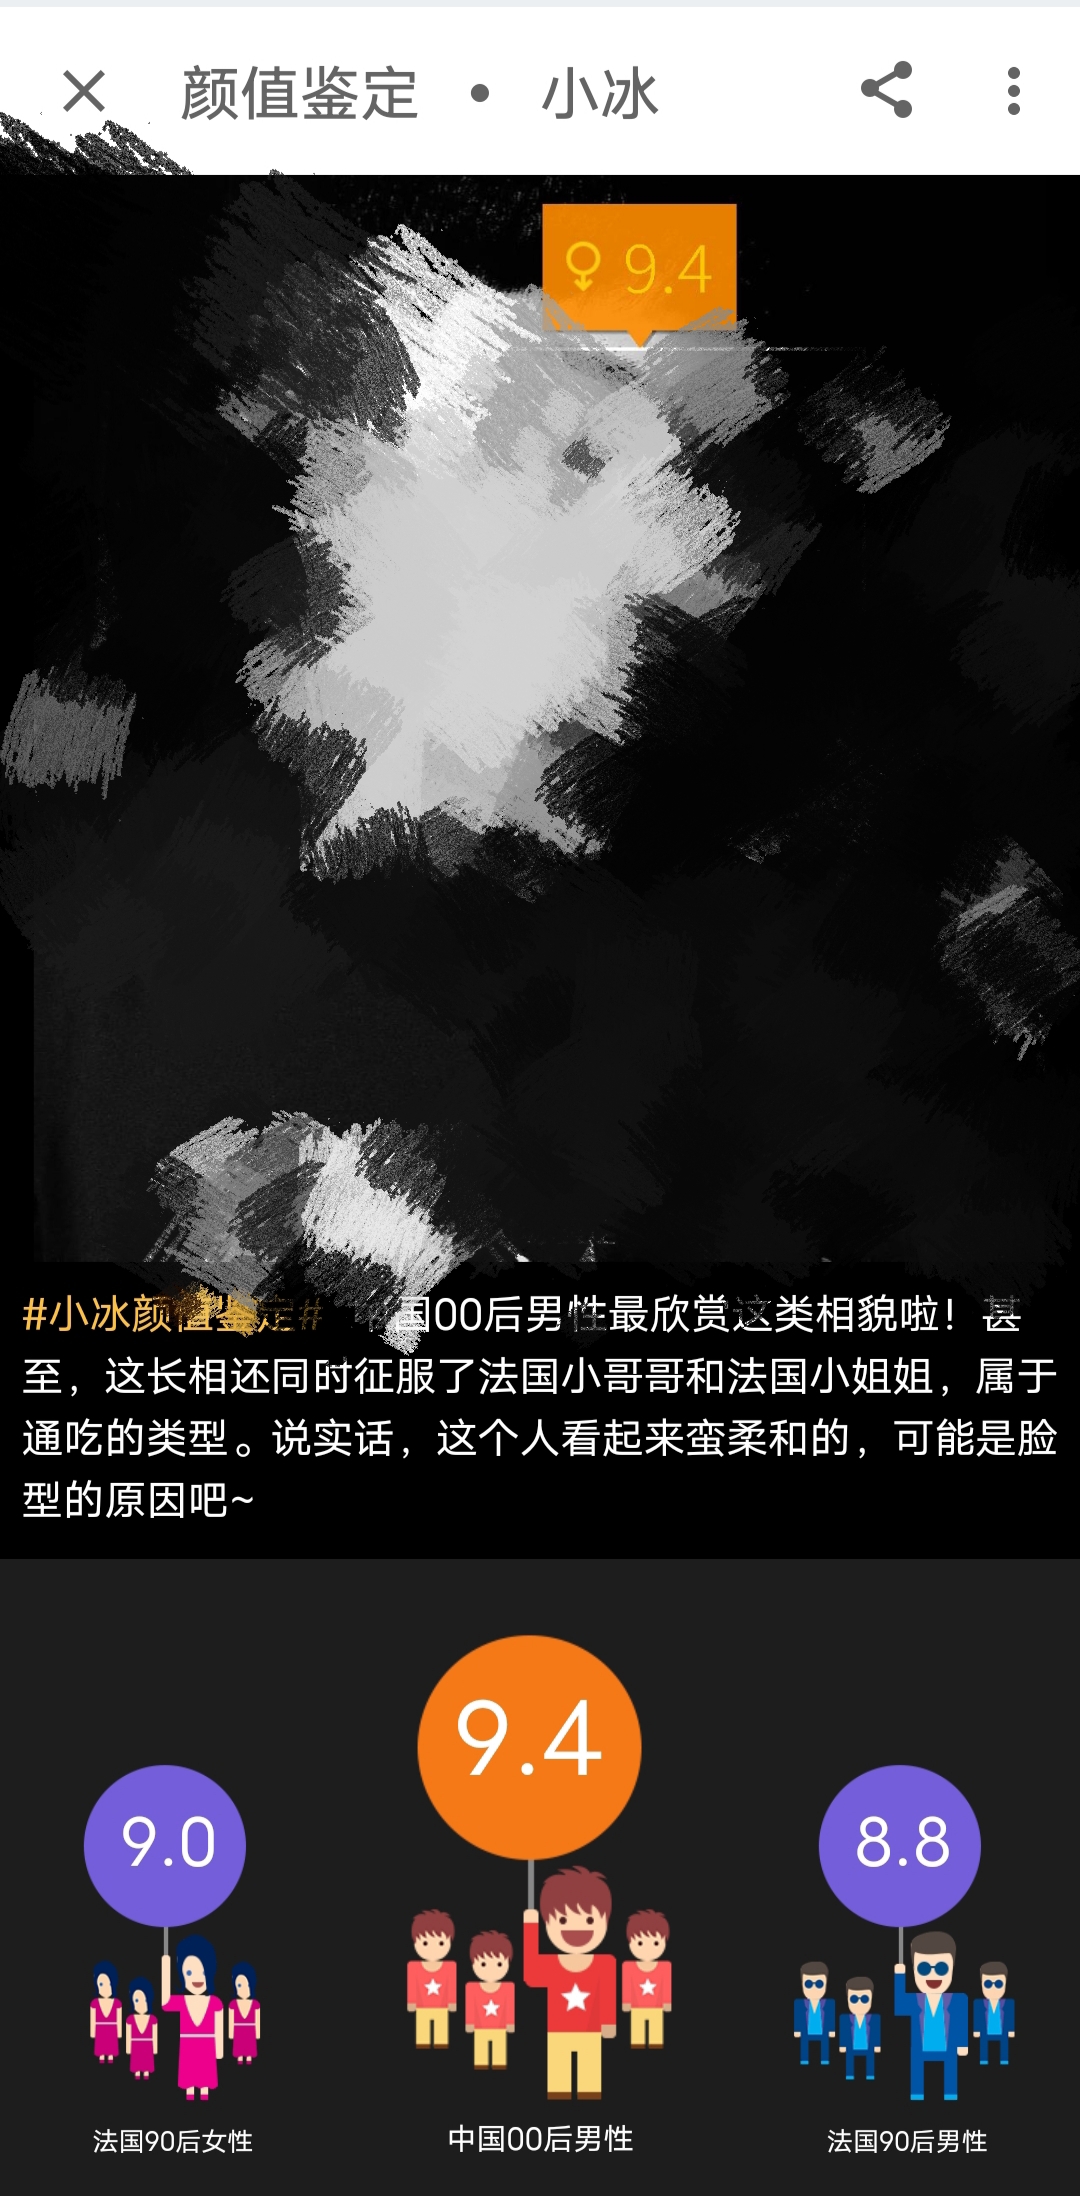 颜值鉴定 • 小冰
♀ 9.4
#小冰颜值鉴定# 国00后男性最欣赏这类相貌啦！甚
至，这长相还同时征服了法国小哥哥和法国小姐姐，属于
通吃的类型。说实话，这个人看起来蛮柔和的，可能是脸
型的原因吧~
9.4
9.0
8.8
法国90后女性
中国00后男性
法国90后男性